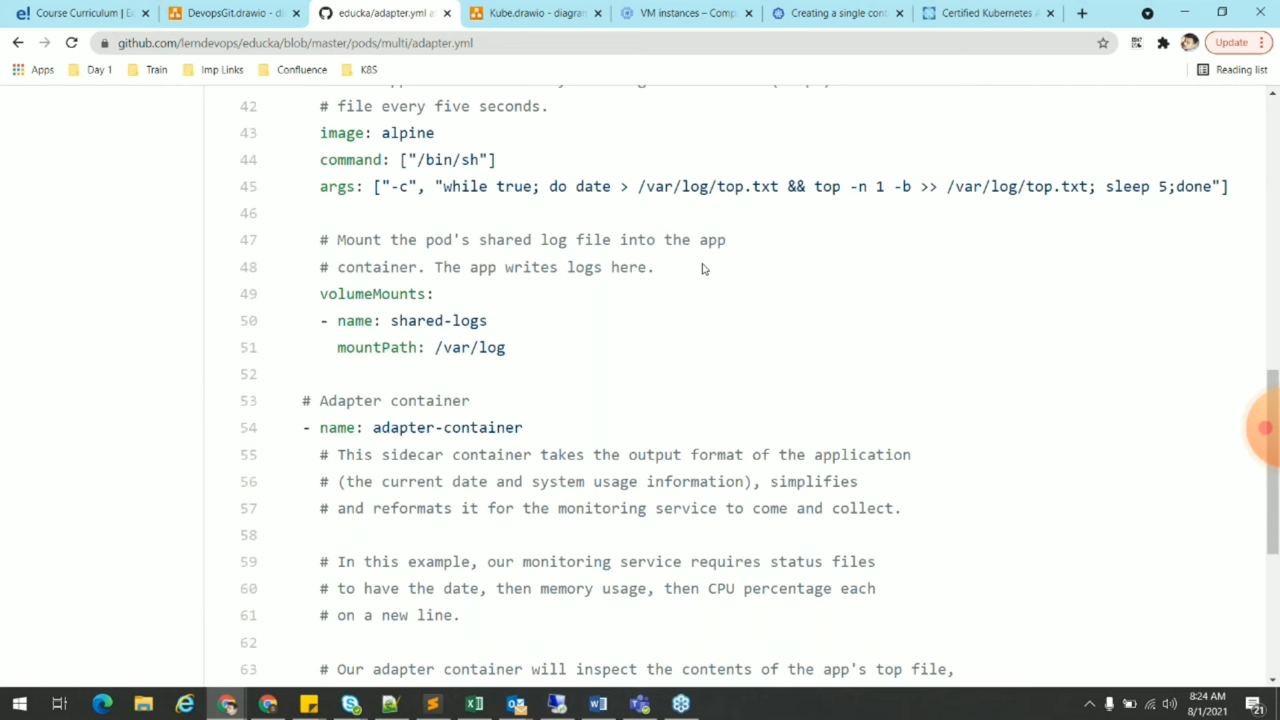 Course Curriculum | Ec
DevopsGit.drawio - di
educka/adapter.yml a
Kube.drawio - diagram
VM instances – Comp
Creating a single cont
Certified Kubernetes A
github.com/lerndevops/educka/blob/master/pods/multi/adapter.yml
Update
Apps
Day 1
Train
Imp Links
Confluence
K8S
Reading list
42 # file every five seconds.
43 image: alpine
44 command: ["/bin/sh"]
45 args: ["-c", "while true; do date > /var/log/top.txt && top -n 1 -b >> /var/log/top.txt; sleep 5;done"]
46
47 # Mount the pod's shared log file into the app
48 # container. The app writes logs here.
49 volumeMounts:
50 - name: shared-logs
51 mountPath: /var/log
52
53 # Adapter container
54 - name: adapter-container
55 # This sidecar container takes the output format of the application
56 # (the current date and system usage information), simplifies
57 # and reformats it for the monitoring service to come and collect.
58
59 # In this example, our monitoring service requires status files
60 # to have the date, then memory usage, then CPU percentage each
61 # on a new line.
62
63 # Our adapter container will inspect the contents of the app's top file,
8:24 AM
8/1/2021
21